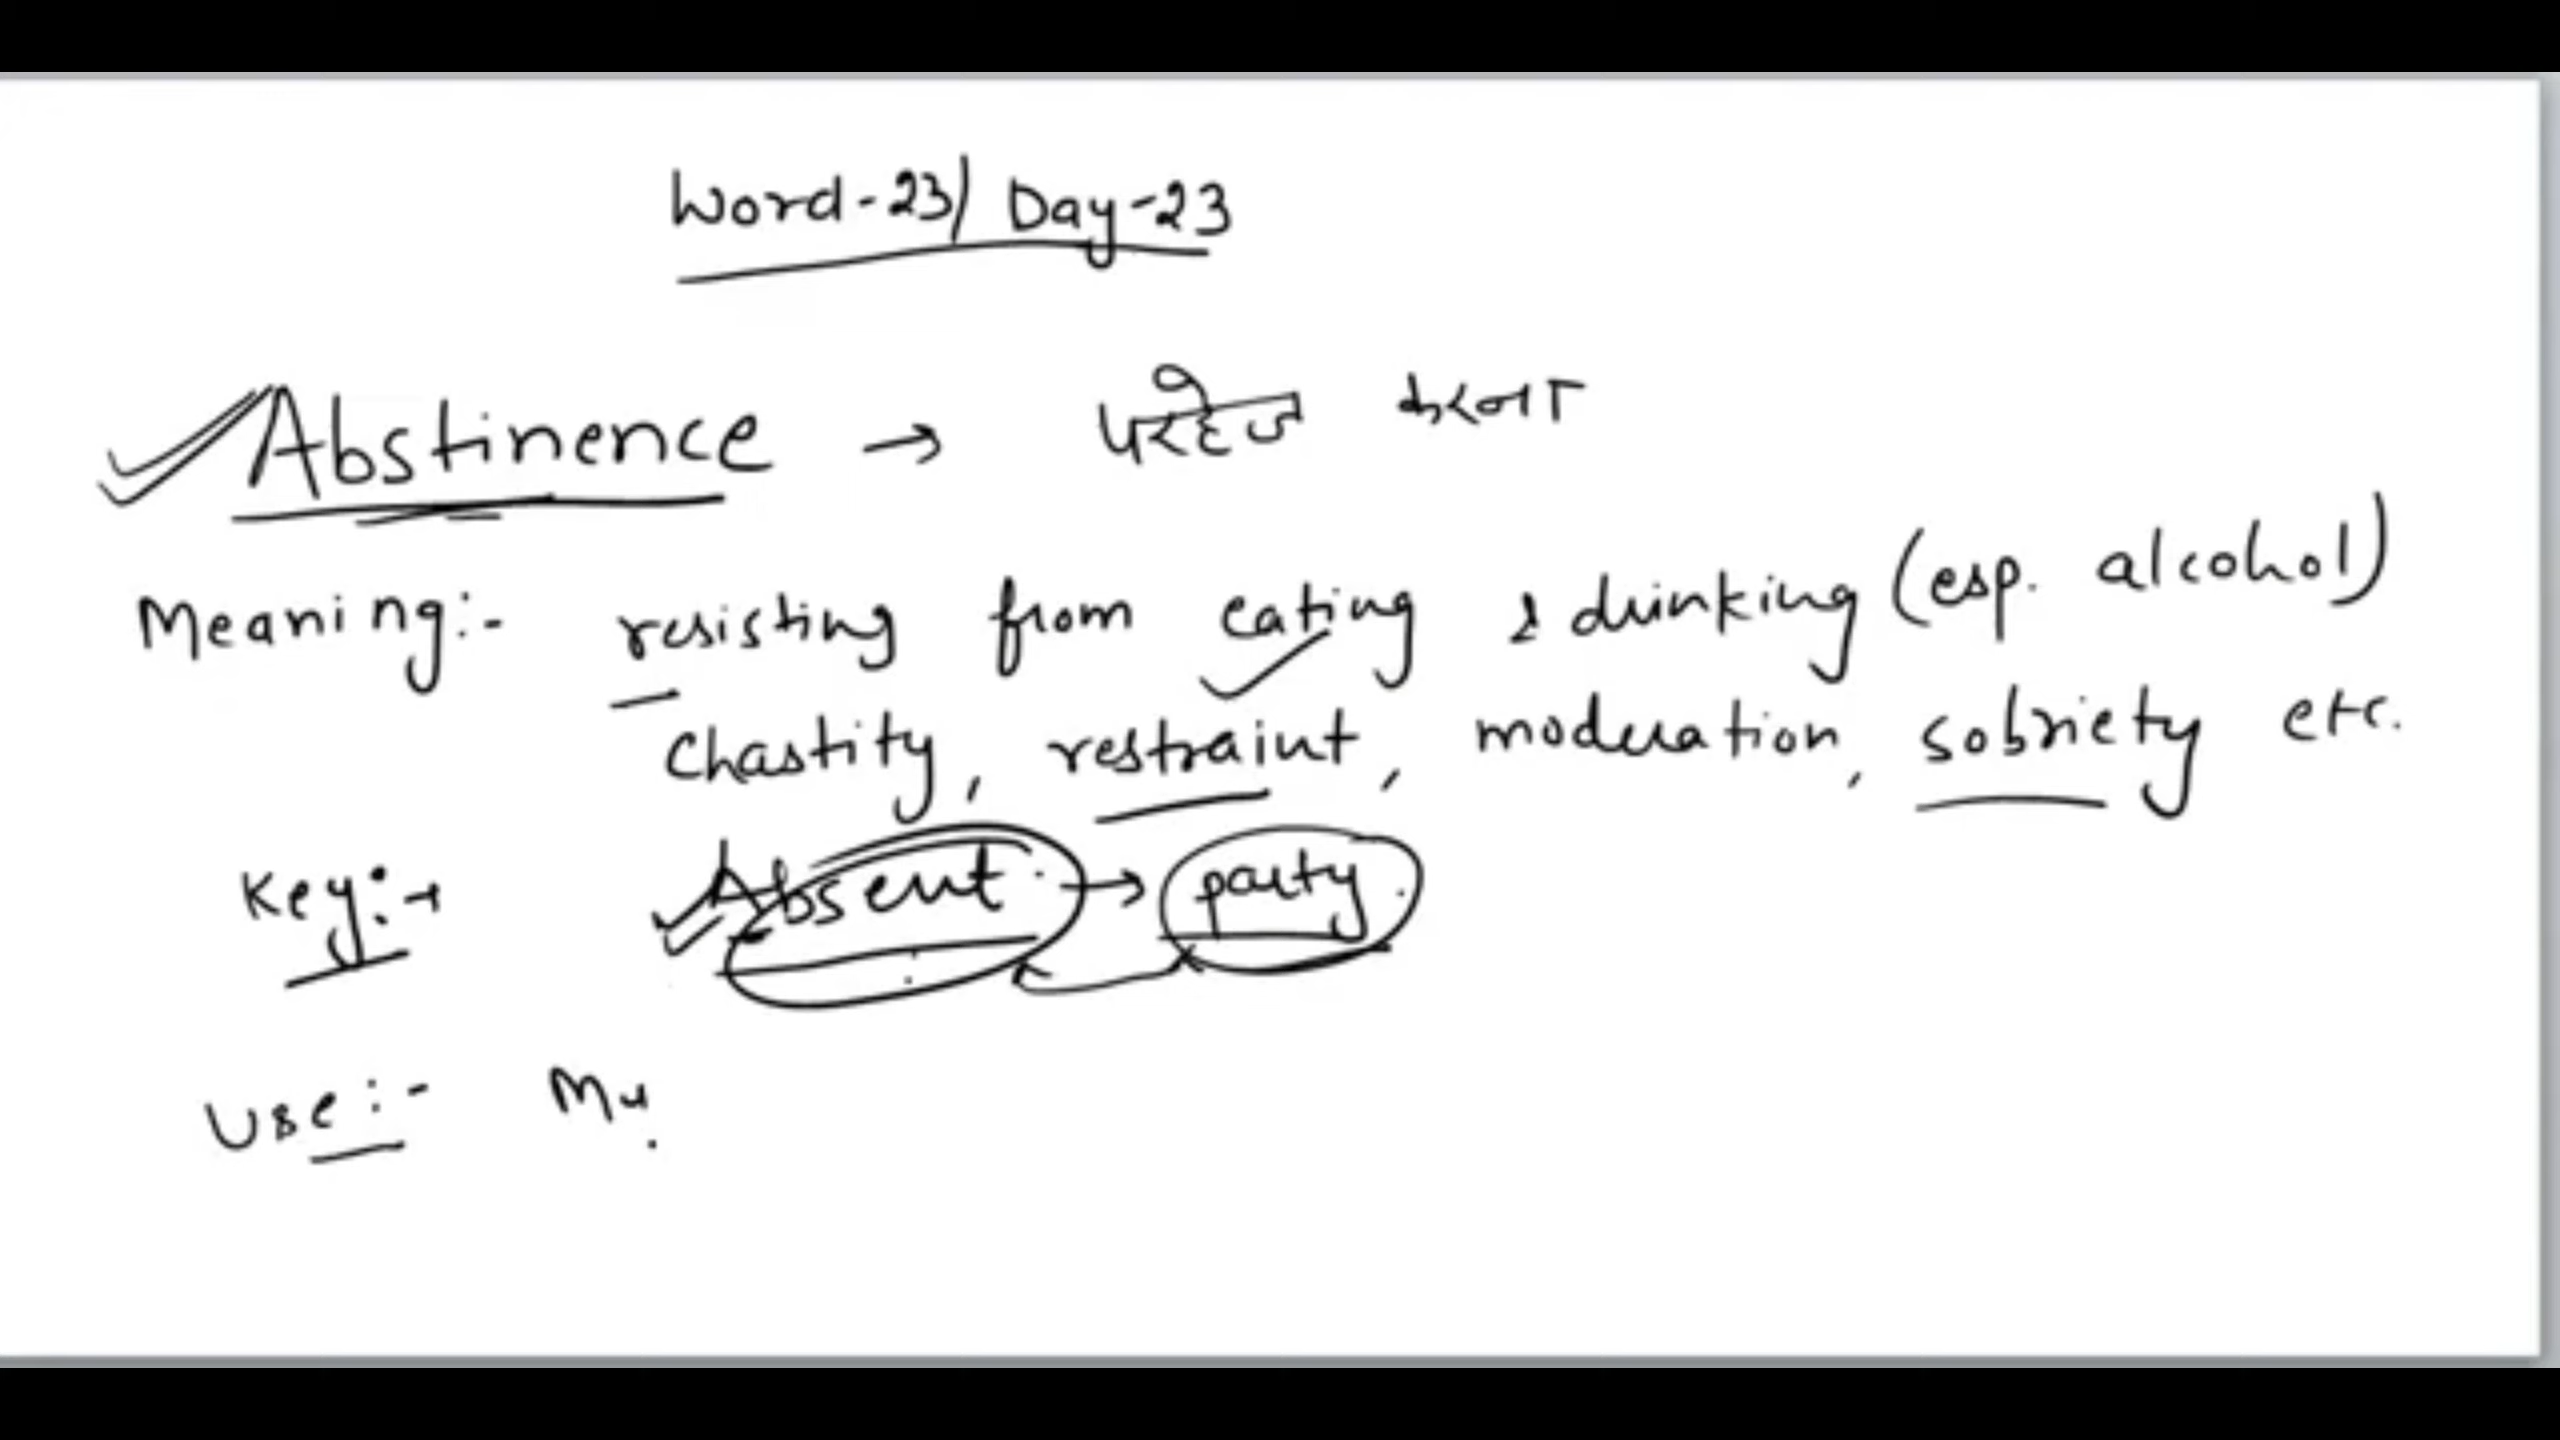 Word-23/ Day-23
Abstinence → परहेज करना
Meaning:- resisting from eating & drinking (esp. alcohol)
chastity, restraint, moderation, sobriety etc.
Key:→ Absent → party
Use:- My